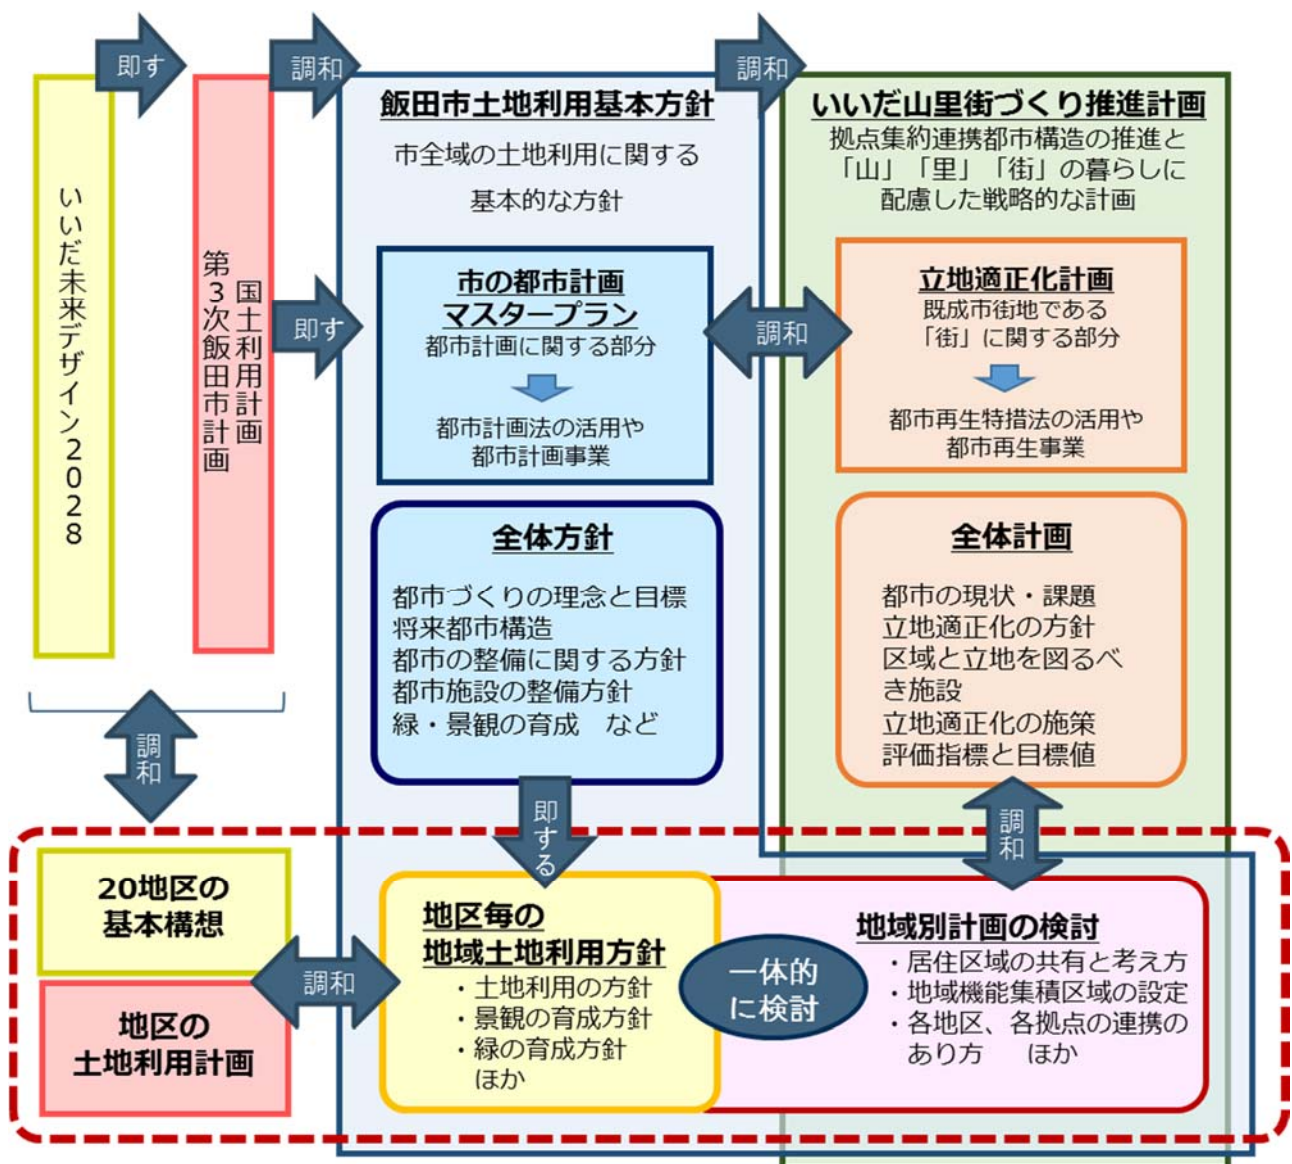 即す
調和
調和
いいだ未来デザイン2028
国土利用計画
第3次飯田市計画
即す
飯田市土地利用基本方針
市全域の土地利用に関する
基本的な方針
市の都市計画
マスタープラン
都市計画に関する部分
都市計画法の活用や
都市計画事業
調和
いいだ山里街づくり推進計画
拠点集約連携都市構造の推進と
「山」「里」「街」の暮らしに
配慮した戦略的な計画
立地適正化計画
既成市街地である
「街」に関する部分
都市再生特措法の活用や
都市再生事業
全体方針
都市づくりの理念と目標
将来都市構造
都市の整備に関する方針
都市施設の整備方針
緑・景観の育成 など
全体計画
都市の現状・課題
立地適正化の方針
区域と立地を図るべ
き施設
立地適正化の施策
評価指標と目標値
調和
即する
調和
20地区の
基本構想
地区の
土地利用計画
調和
地区毎の
地域土地利用方針
・土地利用の方針
・景観の育成方針
・緑の育成方針
ほか
一体的
に検討
地域別計画の検討
・居住区域の共有と考え方
・地域機能集積区域の設定
・各地区、各拠点の連携の
あり方 ほか